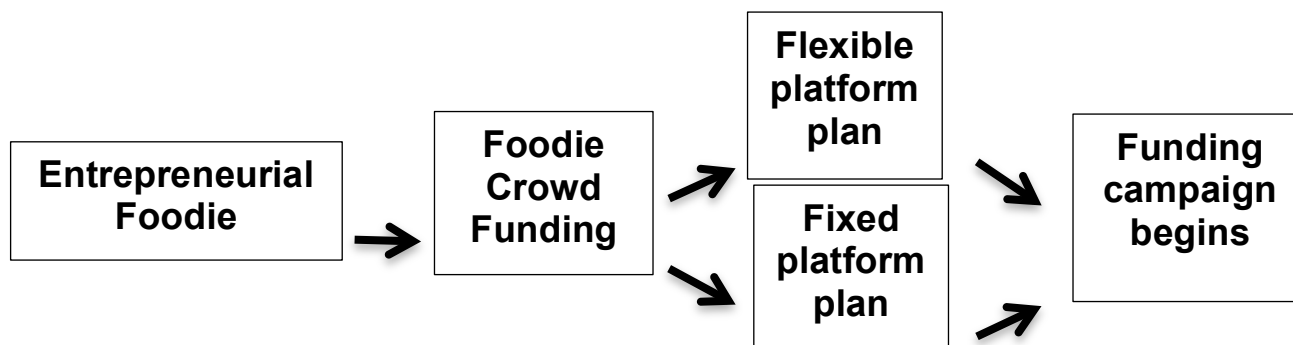 Entrepreneurial
Foodie
Foodie
Crowd
Funding
Flexible
platform
plan
Fixed
platform
plan
Funding
campaign
begins